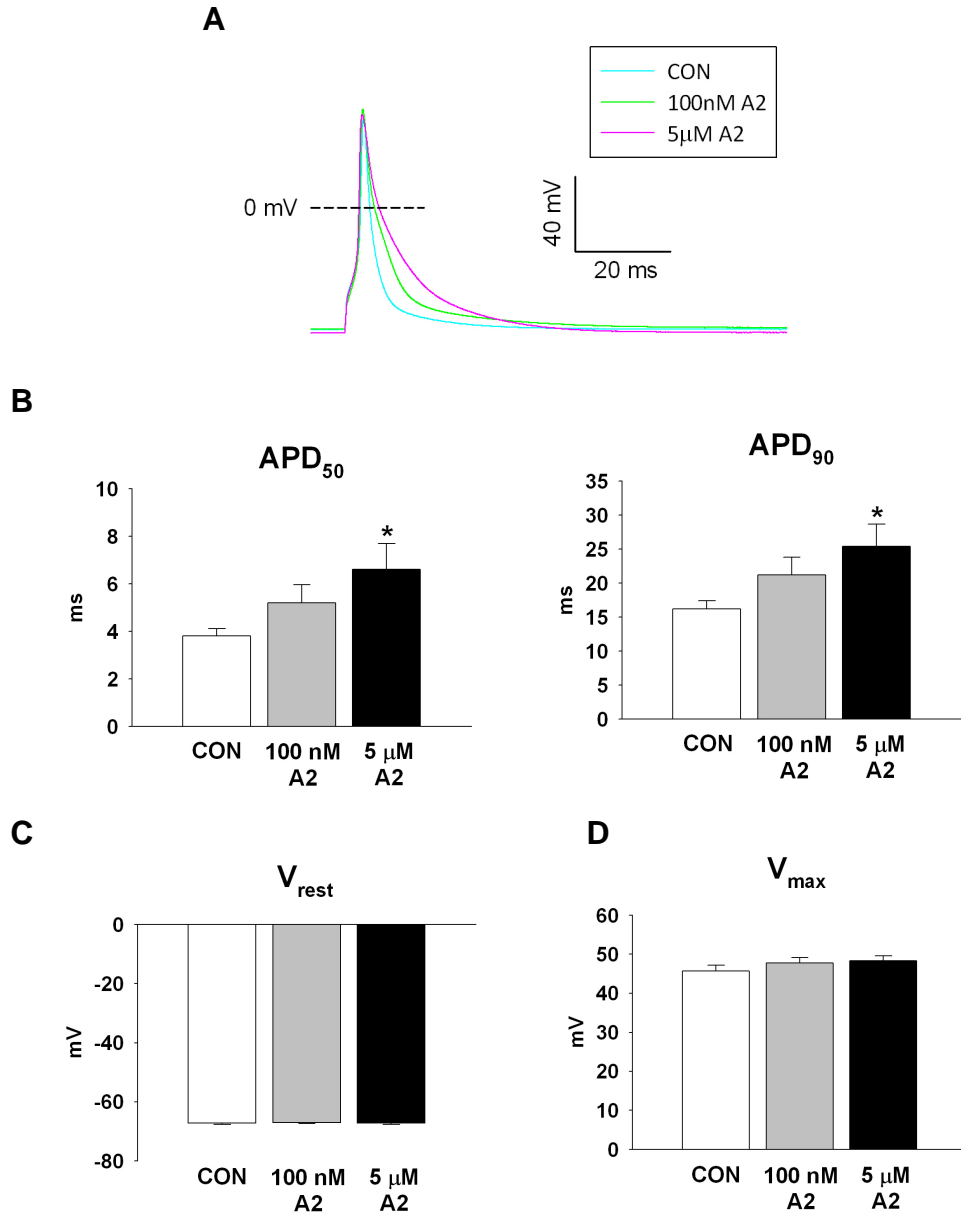 A
CON
100nM A2
5μM A2
0 mV
40 mV
20 ms
B
APD50
10
8
6
4
2
0
ms
*
CON
100 nM
A2
5 μM
A2
APD90
35
30
25
20
15
10
5
0
ms
*
CON
100 nM
A2
5 μM
A2
C
Vrest
0
-20
-40
-60
-80
mV
CON
100 nM
A2
5 μM
A2
D
Vmax
60
50
40
30
20
10
0
mV
CON
100 nM
A2
5 μM
A2